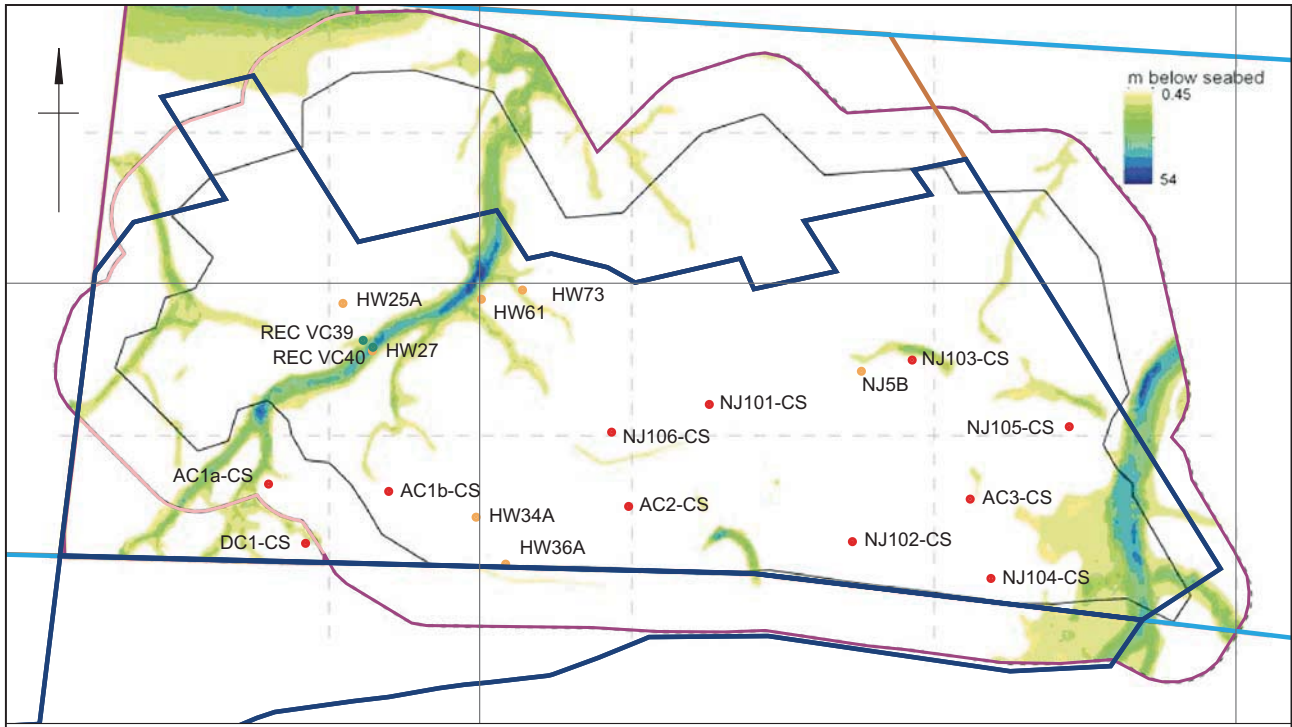 m below seabed
0.45
54
HW25A
HW73
HW61
REC VC39
REC VC40
HW27
NJ103-CS
NJ5B
NJ101-CS
NJ105-CS
NJ106-CS
AC1a-CS
AC1b-CS
AC3-CS
AC2-CS
HW34A
DC1-CS
NJ102-CS
HW36A
NJ104-CS